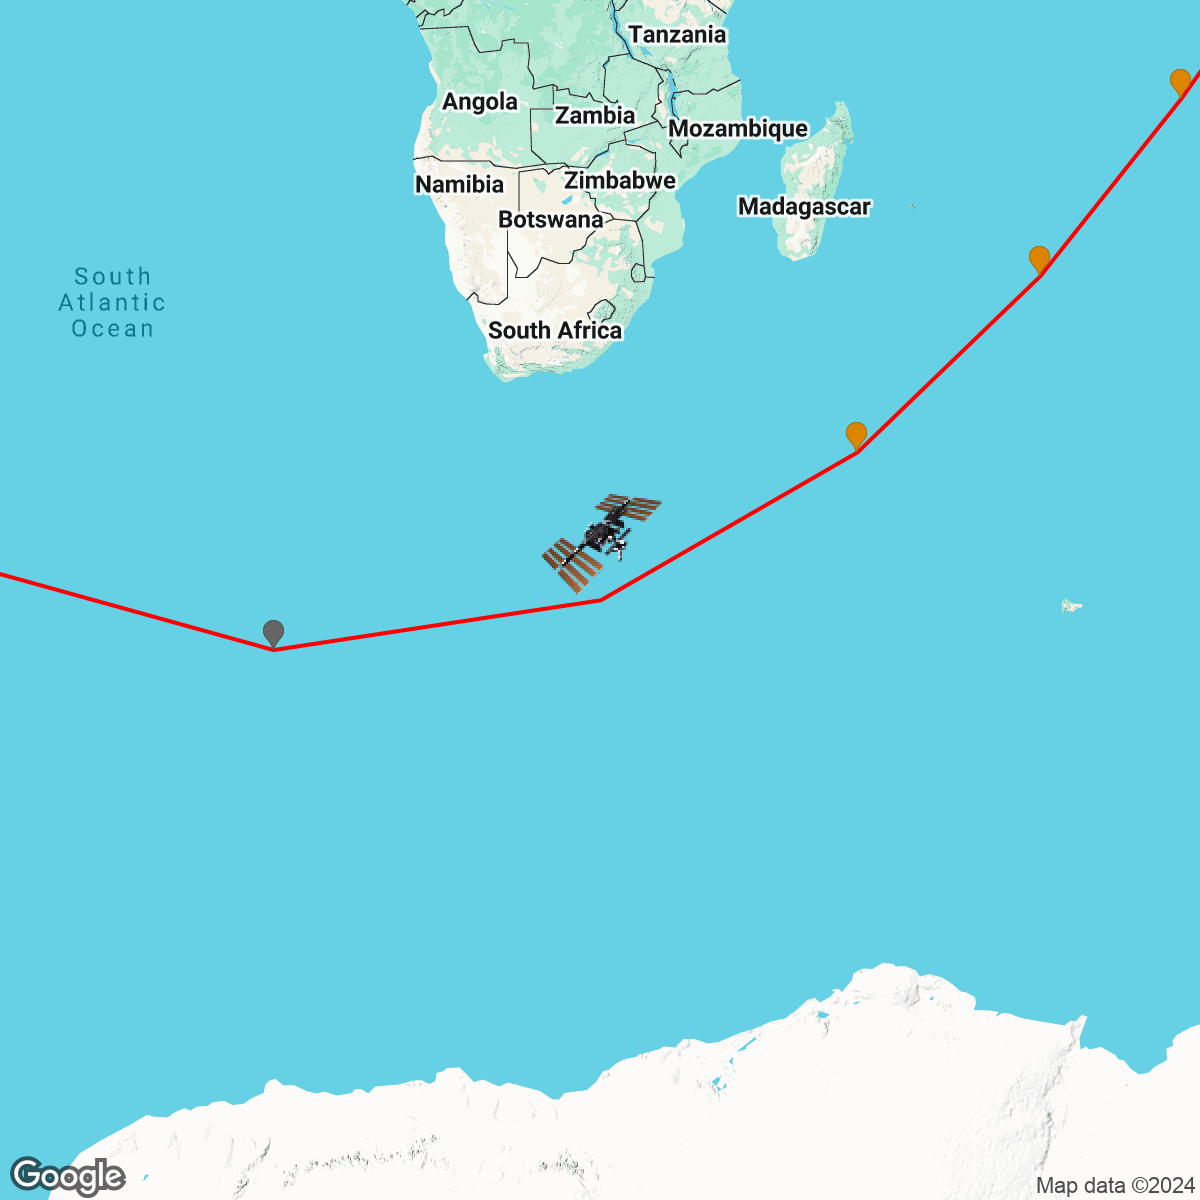 Tanzania
Angola
Zambia
Mozambique
Namibia
Zimbabwe
Madagascar
Botswana
South
Atlantic
Ocean
South Africa
Google
Map data ©2024